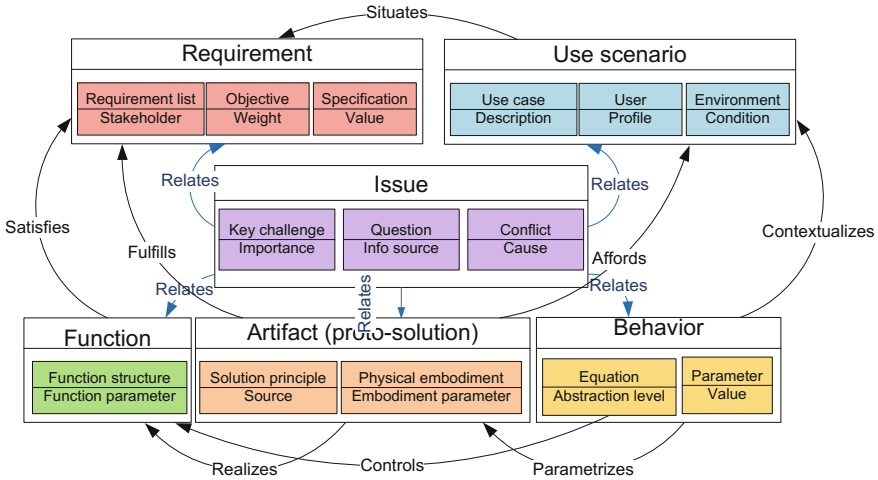 Situates
Requirement
Use scenario
Requirement list
Stakeholder
Objective
Weight
Specification
Value
Use case
Description
User
Profile
Environment
Condition
Relates
Issue
Relates
Key challenge
Importance
Question
Info source
Conflict
Cause
Satisfies
Fulfills
Affords
Contextualizes
Relates
Relates
Relates
Function
Artifact (proto-solution)
Behavior
Function structure
Function parameter
Solution principle
Source
Physical embodiment
Embodiment parameter
Equation
Abstraction level
Parameter
Value
Realizes
Controls
Parametrizes